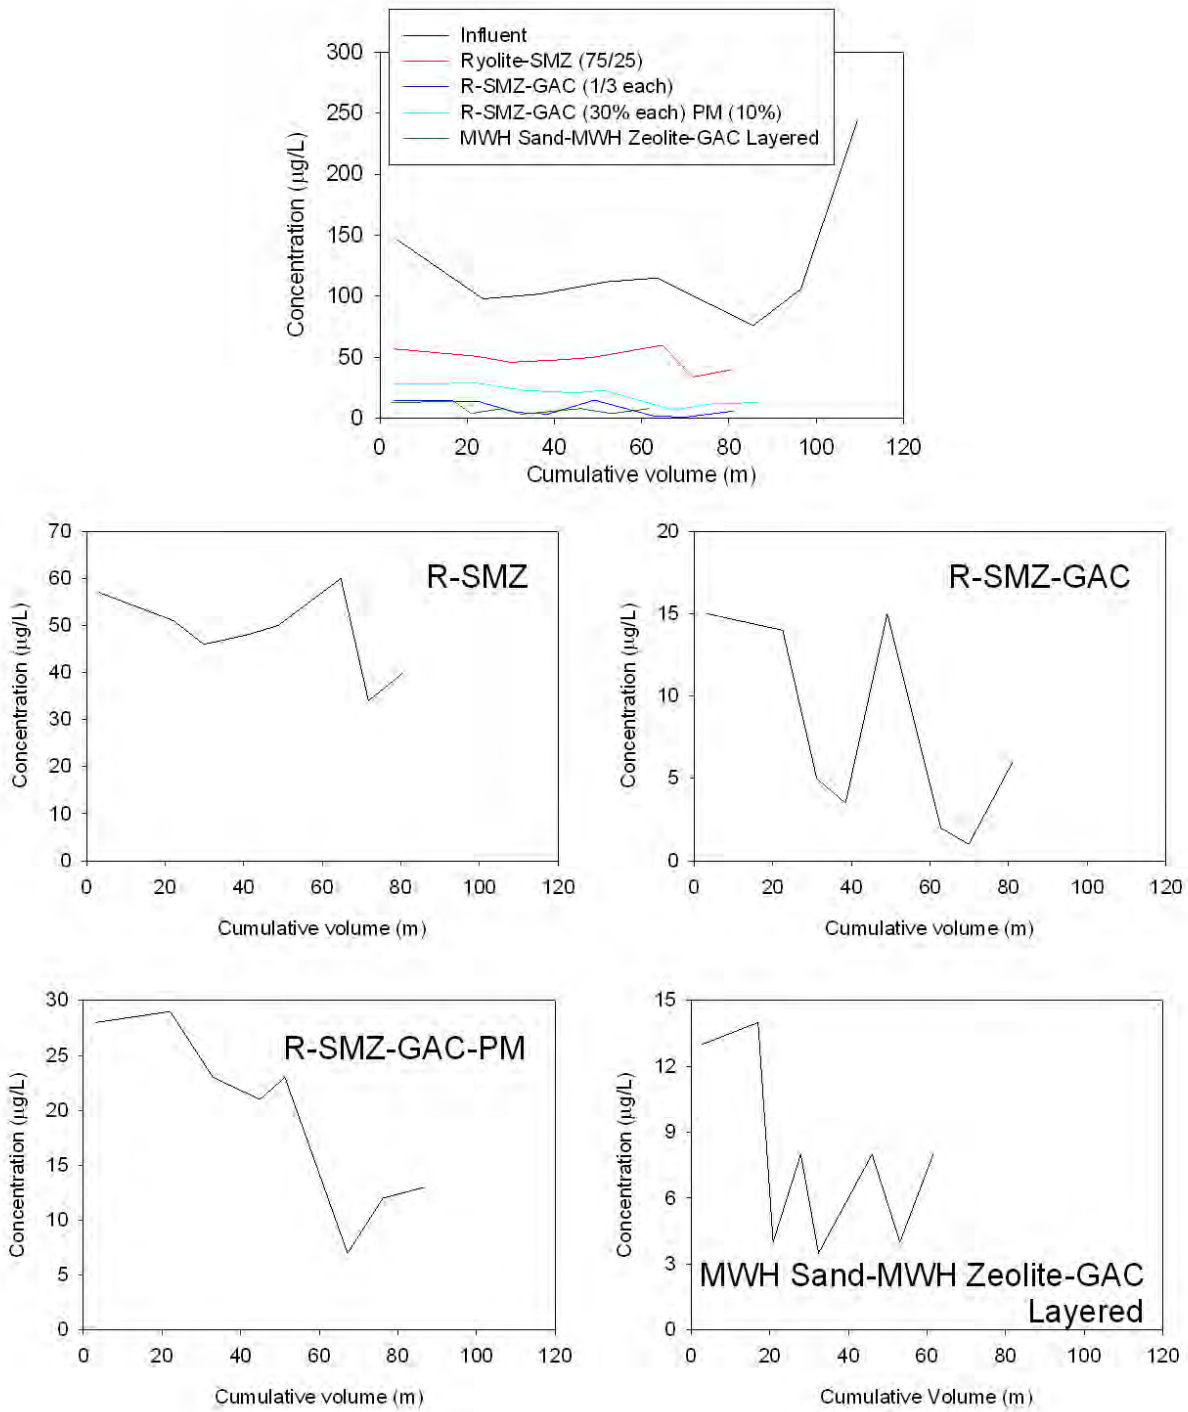 Influent
Ryolite-SMZ (75/25)
R-SMZ-GAC (1/3 each)
R-SMZ-GAC (30% each) PM (10%)
MWH Sand-MWH Zeolite-GAC Layered
300
250
200
150
100
50
0
Concentration (µg/L)
0 20 40 60 80 100 120
Cumulative volume (m)
R-SMZ
70
60
50
40
30
20
10
0
Concentration (µg/L)
0 20 40 60 80 100 120
Cumulative volume (m)
R-SMZ-GAC
20
15
10
5
0
Concentration (µg/L)
0 20 40 60 80 100 120
Cumulative volume (m)
R-SMZ-GAC-PM
30
25
20
15
10
5
0
Concentration (µg/L)
0 20 40 60 80 100 120
Cumulative volume (m)
15
12
9
6
3
0
Concentration (µg/L)
MWH Sand-MWH Zeolite-GAC
Layered
0 20 40 60 80 100 120
Cumulative Volume (m)